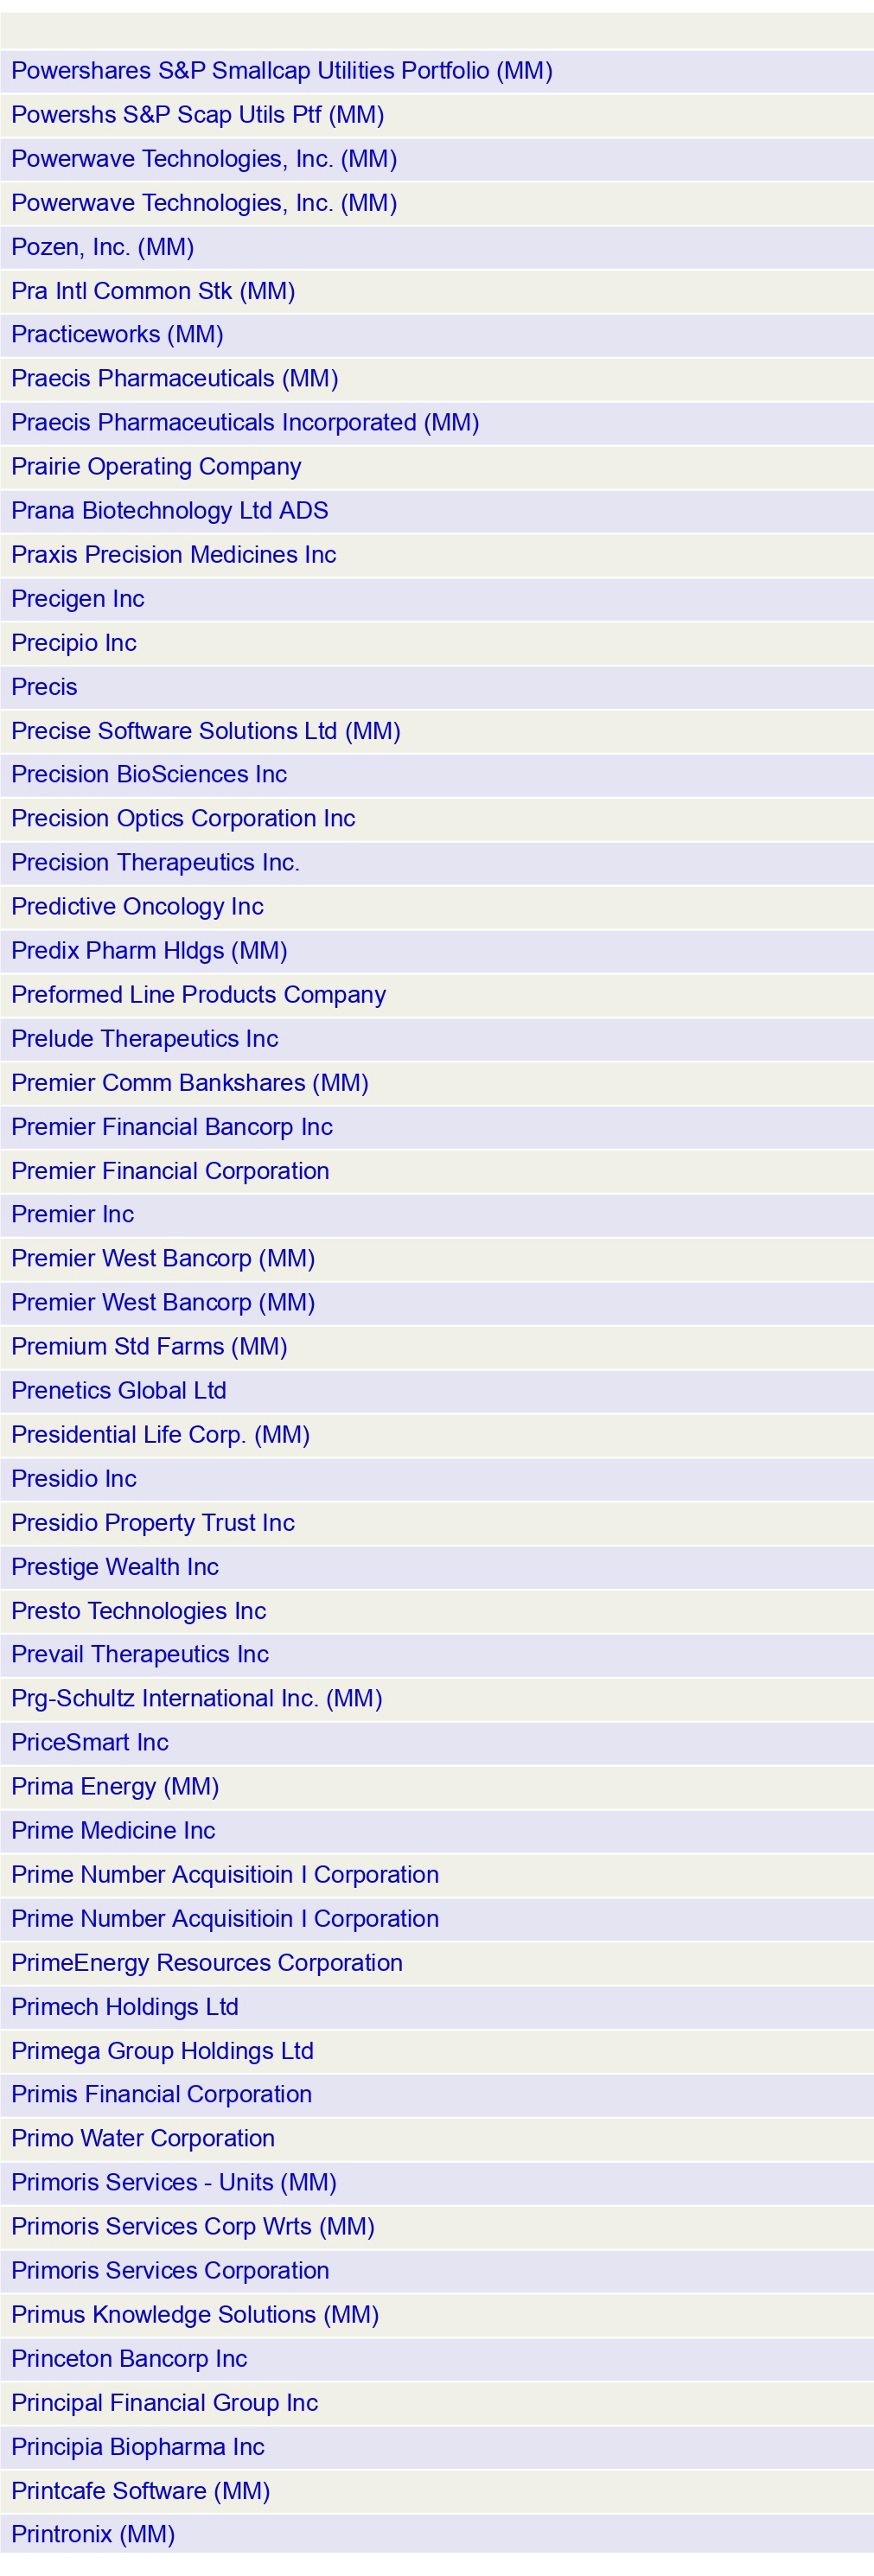 Powershares S&P Smallcap Utilities Portfolio (MM)
Powershs S&P Scap Utils Ptf (MM)
Powerwave Technologies, Inc. (MM)
Powerwave Technologies, Inc. (MM)
Pozen, Inc. (MM)
Pra Intl Common Stk (MM)
Practiceworks (MM)
Praecis Pharmaceuticals (MM)
Praecis Pharmaceuticals Incorporated (MM)
Prairie Operating Company
Prana Biotechnology Ltd ADS
Praxis Precision Medicines Inc
Precigen Inc
Precipio Inc
Precis
Precise Software Solutions Ltd (MM)
Precision BioSciences Inc
Precision Optics Corporation Inc
Precision Therapeutics Inc.
Predictive Oncology Inc
Predix Pharm Hldgs (MM)
Preformed Line Products Company
Prelude Therapeutics Inc
Premier Comm Bankshares (MM)
Premier Financial Bancorp Inc
Premier Financial Corporation
Premier Inc
Premier West Bancorp (MM)
Premier West Bancorp (MM)
Premium Std Farms (MM)
Prenetics Global Ltd
Presidential Life Corp. (MM)
Presidio Inc
Presidio Property Trust Inc
Prestige Wealth Inc
Presto Technologies Inc
Prevail Therapeutics Inc
Prg-Schultz International Inc. (MM)
PriceSmart Inc
Prima Energy (MM)
Prime Medicine Inc
Prime Number Acquisitioin I Corporation
Prime Number Acquisitioin I Corporation
PrimeEnergy Resources Corporation
Primech Holdings Ltd
Primega Group Holdings Ltd
Primis Financial Corporation
Primo Water Corporation
Primoris Services - Units (MM)
Primoris Services Corp Wrts (MM)
Primoris Services Corporation
Primus Knowledge Solutions (MM)
Princeton Bancorp Inc
Principal Financial Group Inc
Principia Biopharma Inc
Printcafe Software (MM)
Printronix (MM)